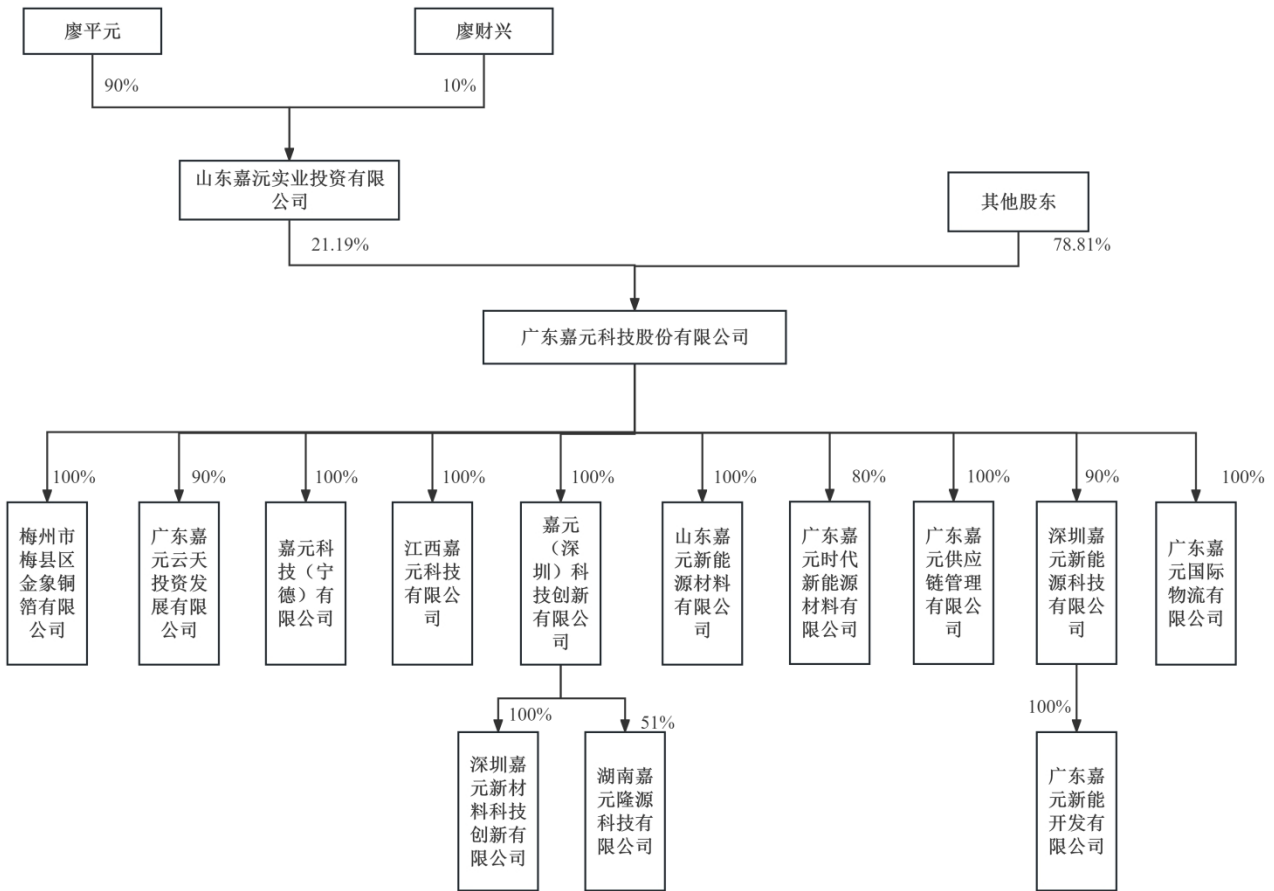 廖平元
廖财兴
90%
10%
山东嘉沅实业投资有限
公司
其他股东
21.19%
78.81%
广东嘉元科技股份有限公司
100%
90%
100%
100%
100%
100%
80%
100%
90%
100%
梅州市
梅县区
金象铜
箔有限
公司
广东嘉
元云天
投资发
展有限
公司
嘉元科
技（宁
德）有
限公司
江西嘉
元科技
有限公
司
嘉元
（深
圳）科
技创新
有限公
司
山东嘉
元新能
源材料
有限公
司
广东嘉
元时代
新能源
材料有
限公司
广东嘉
元供应
链管理
有限公
司
深圳嘉
元新能
源科技
有限公
司
广东嘉
元国际
物流有
限公司
100%
51%
100%
深圳嘉
元新材
料科技
创新有
限公司
湖南嘉
元隆源
科技有
限公司
广东嘉
元新能
开发有
限公司